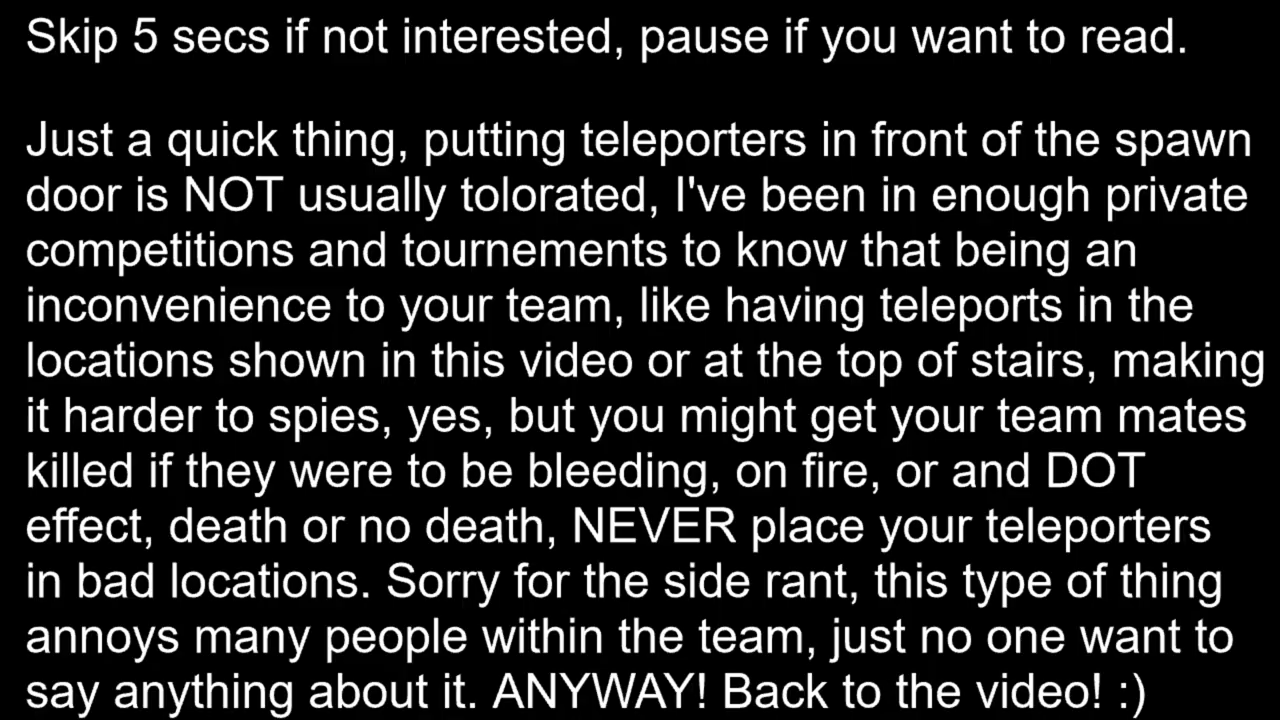 Skip 5 secs if not interested, pause if you want to read.
Just a quick thing, putting teleporters in front of the spawn
door is NOT usually tolorated, I've been in enough private
competitions and tournements to know that being an
inconvenience to your team, like having teleports in the
locations shown in this video or at the top of stairs, making
it harder to spies, yes, but you might get your team mates
killed if they were to be bleeding, on fire, or and DOT
effect, death or no death, NEVER place your teleporters
in bad locations. Sorry for the side rant, this type of thing
annoys many people within the team, just no one want to
say anything about it. ANYWAY! Back to the video! :)